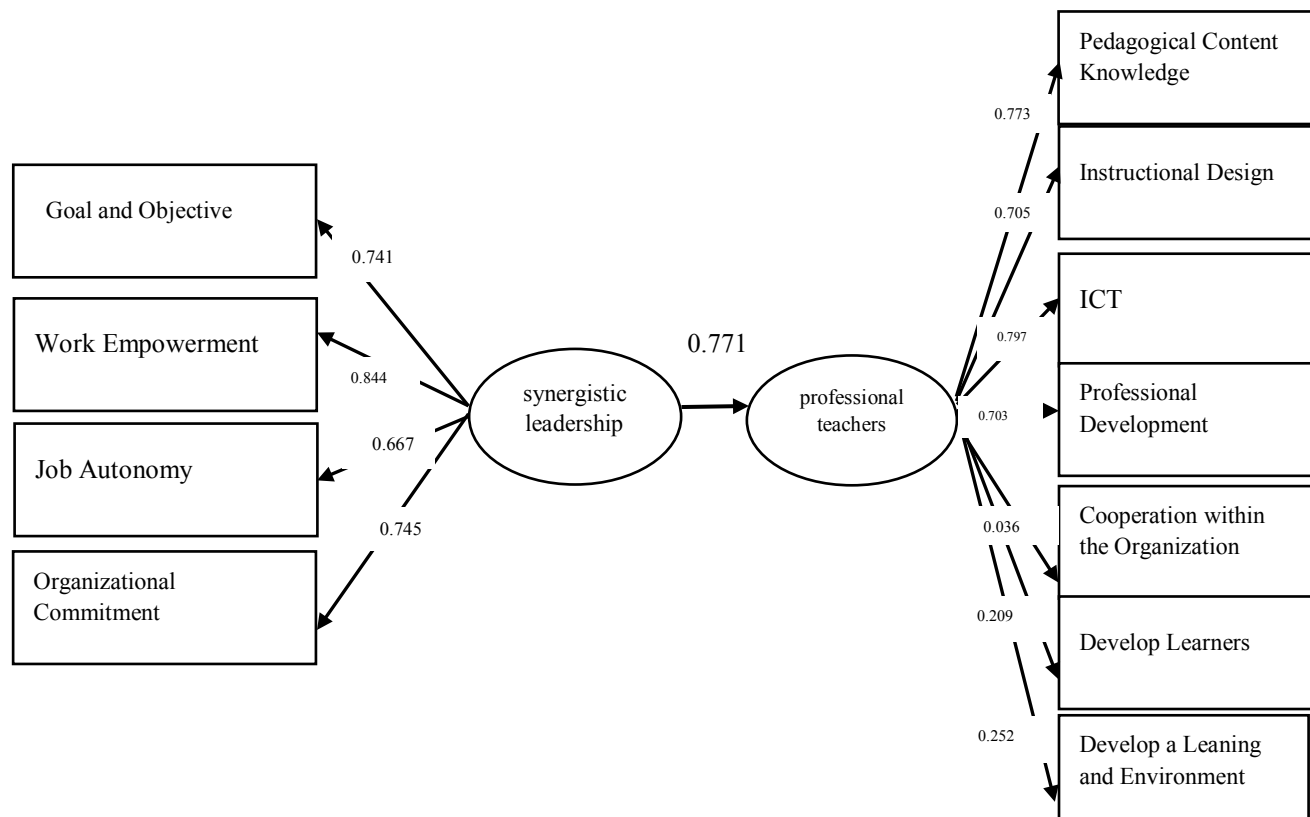 Goal and Objective
Work Empowerment
Job Autonomy
Organizational
Commitment
0.741
0.844
0.667
0.745
synergistic
leadership
0.771
professional
teachers
0.773
0.705
0.797
0.703
0.036
0.209
0.252
Pedagogical Content
Knowledge
Instructional Design
ICT
Professional
Development
Cooperation within
the Organization
Develop Learners
Develop a Leaning
and Environment